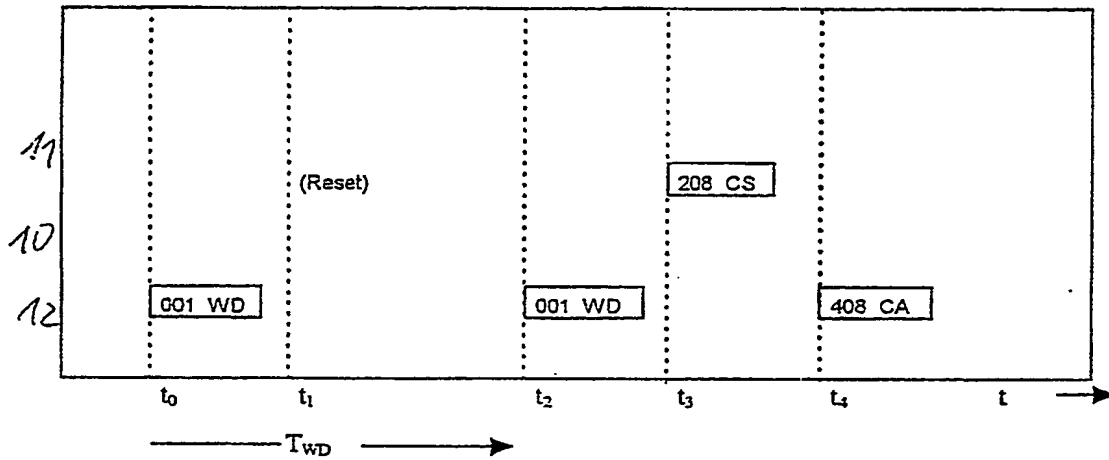 11
(Reset)
208 CS
10
12
001 WD
001 WD
408 CA
t0
t1
t2
t3
t4
t
TWD